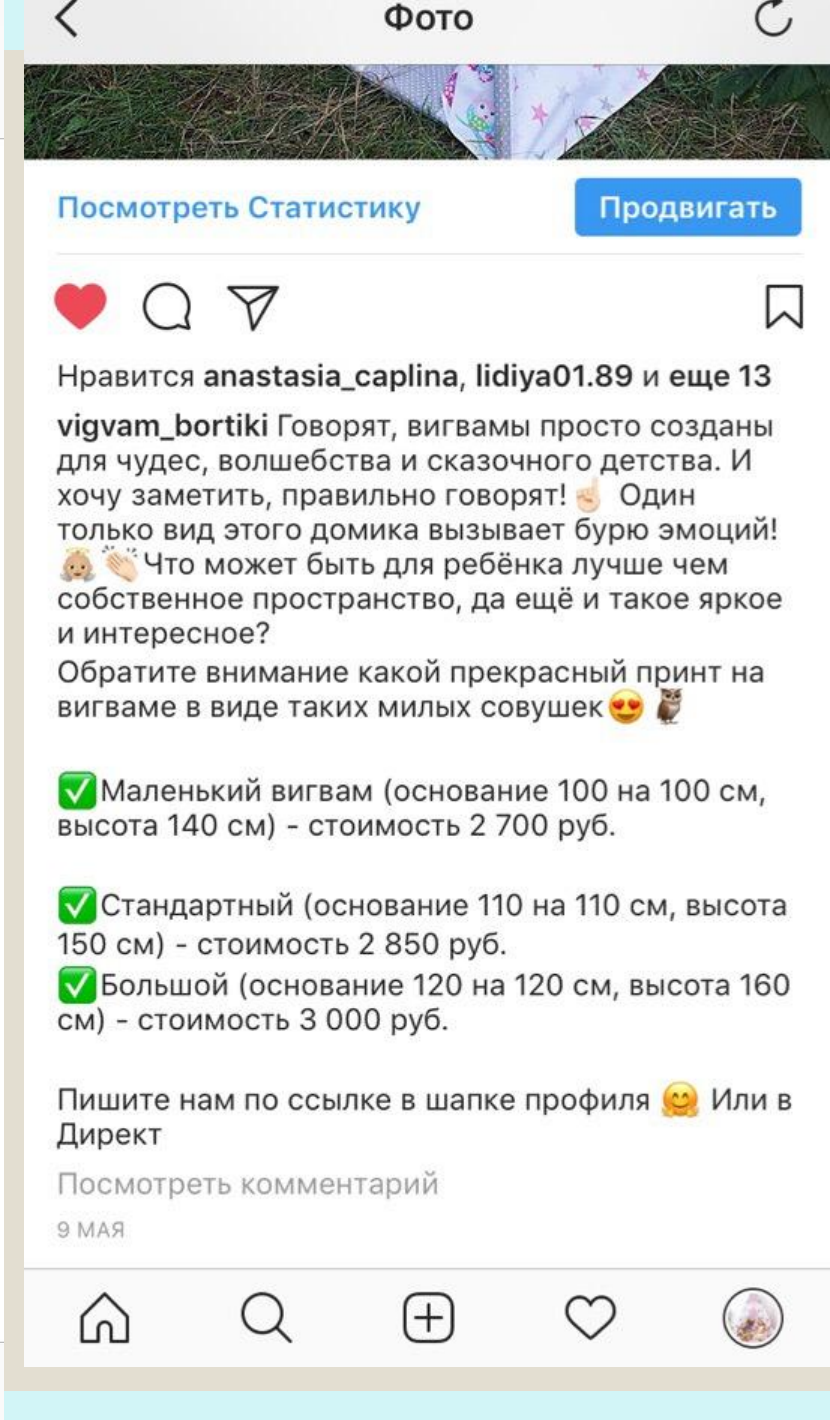 Фото
Посмотреть Статистику
Продвигать
Нравится anastasia_caplina, lidiya01.89 и еще 13
vigvam_bortiki Говорят, вигвамы просто созданы
для чудес, волшебства и сказочного детства. И
хочу заметить, правильно говорят!☝🏻 Один
только вид этого домика вызывает бурю эмоций!
👼🏼👏🏻Что может быть для ребёнка лучше чем
собственное пространство, да ещё и такое яркое
и интересное?
Обратите внимание какой прекрасный принт на
вигваме в виде таких милых совушек😍🦉
✅Маленький вигвам (основание 100 на 100 см,
высота 140 см) - стоимость 2 700 руб.
✅Стандартный (основание 110 на 110 см, высота
150 см) - стоимость 2 850 руб.
✅Большой (основание 120 на 120 см, высота 160
см) - стоимость 3 000 руб.
Пишите нам по ссылке в шапке профиля 🤗 Или в
Директ
Посмотреть комментарий
9 МАЯ